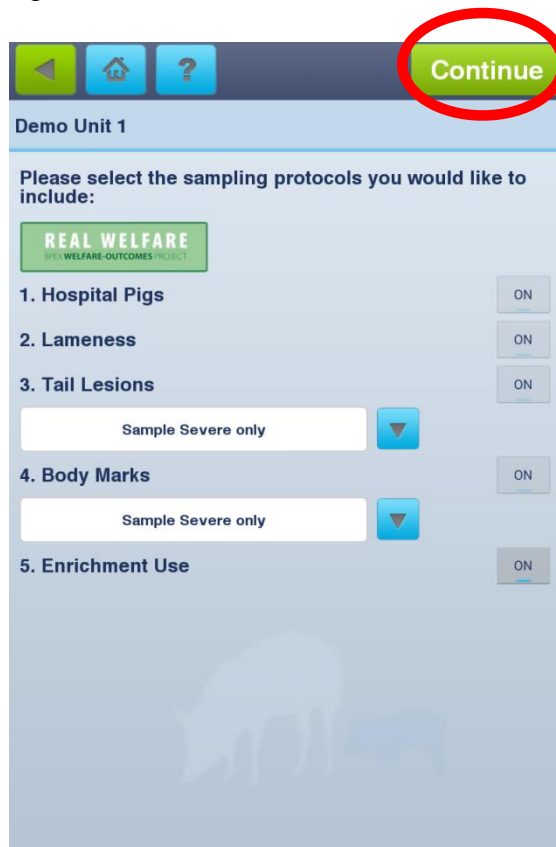 ?
Continue
Demo Unit 1
Please select the sampling protocols you would like to
include:
REAL WELFARE
BPEX WELFARE-OUTCOMES PROJECT
1. Hospital Pigs ON
2. Lameness ON
3. Tail Lesions ON
Sample Severe only
4. Body Marks ON
Sample Severe only
5. Enrichment Use ON